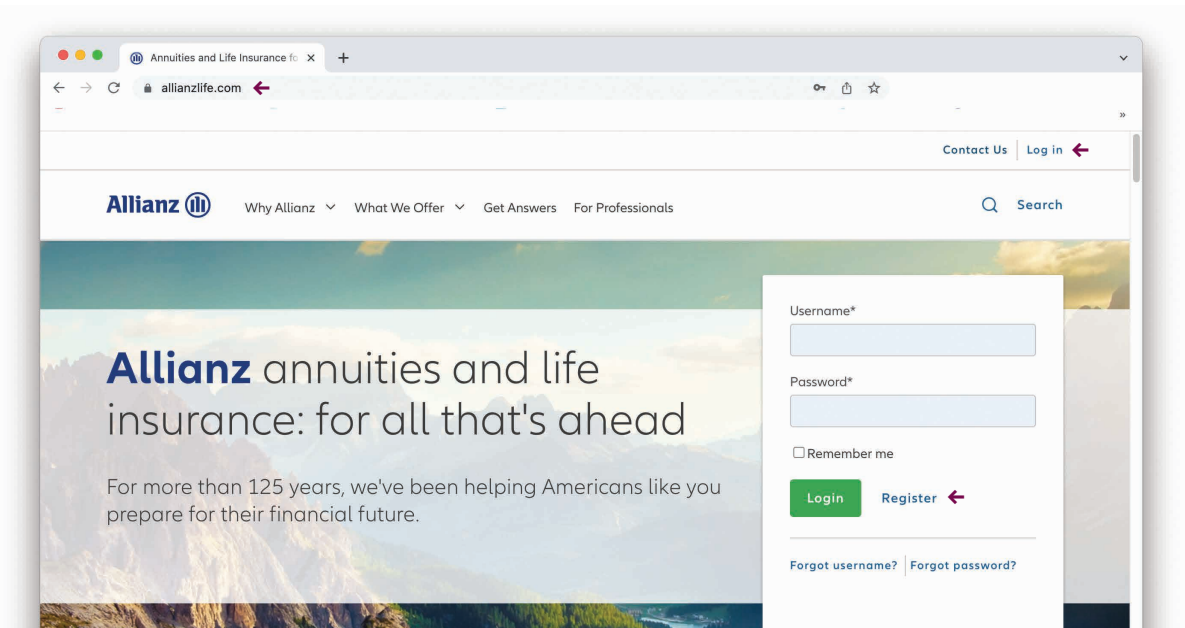 Annuities and Life Insurance fo
allianzlife.com
Contact Us Log in
Allianz Why Allianz What We Offer Get Answers For Professionals Search
Username*
Password*
Allianz annuities and life
insurance: for all that's ahead
Remember me
For more than 125 years, we've been helping Americans like you
prepare for their financial future.
Login Register
Forgot username? Forgot password?